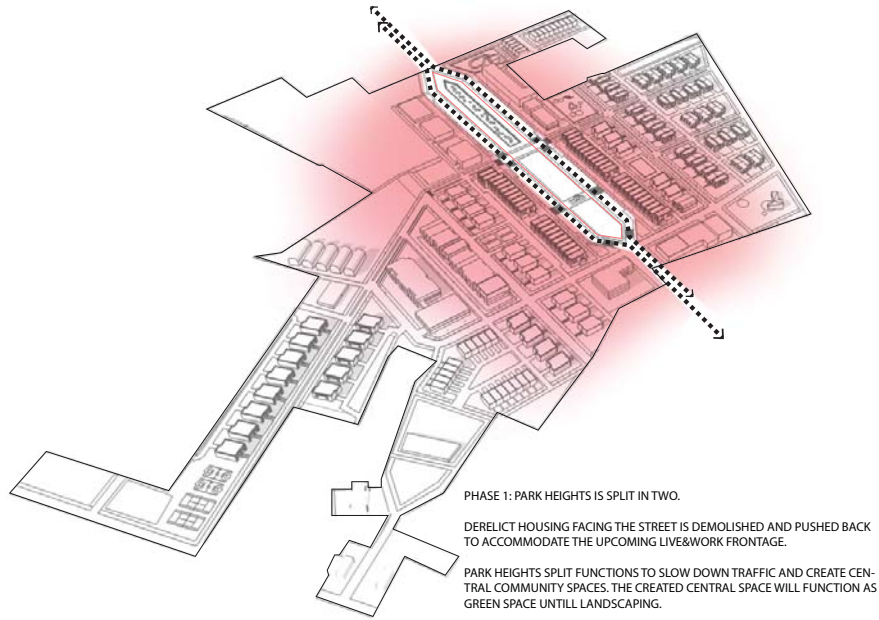 PHASE 1: PARK HEIGHTS IS SPLIT IN TWO.
DERELICT HOUSING FACING THE STREET IS DEMOLISHED AND PUSHED BACK
TO ACCOMMODATE THE UPCOMING LIVE&WORK FRONTAGE.
PARK HEIGHTS SPLIT FUNCTIONS TO SLOW DOWN TRAFFIC AND CREATE CEN-
TRAL COMMUNITY SPACES. THE CREATED CENTRAL SPACE WILL FUNCTION AS
GREEN SPACE UNTILL LANDSCAPING.